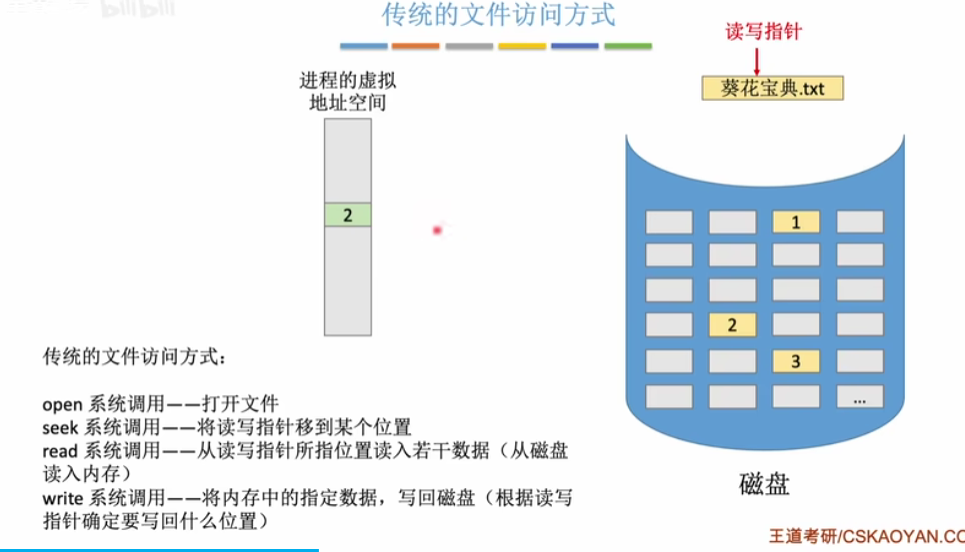 bilibili
传统的文件访问方式
读写指针
葵花宝典.txt
进程的虚拟
地址空间
2
1
2
3
...
磁盘
传统的文件访问方式：
open 系统调用——打开文件
seek 系统调用——将读写指针移到某个位置
read 系统调用——从读写指针所指位置读入若干数据（从磁盘
读入内存）
write 系统调用——将内存中的指定数据，写回磁盘（根据读写
指针确定要写回什么位置）
王道考研/CSKAOYAN.CO